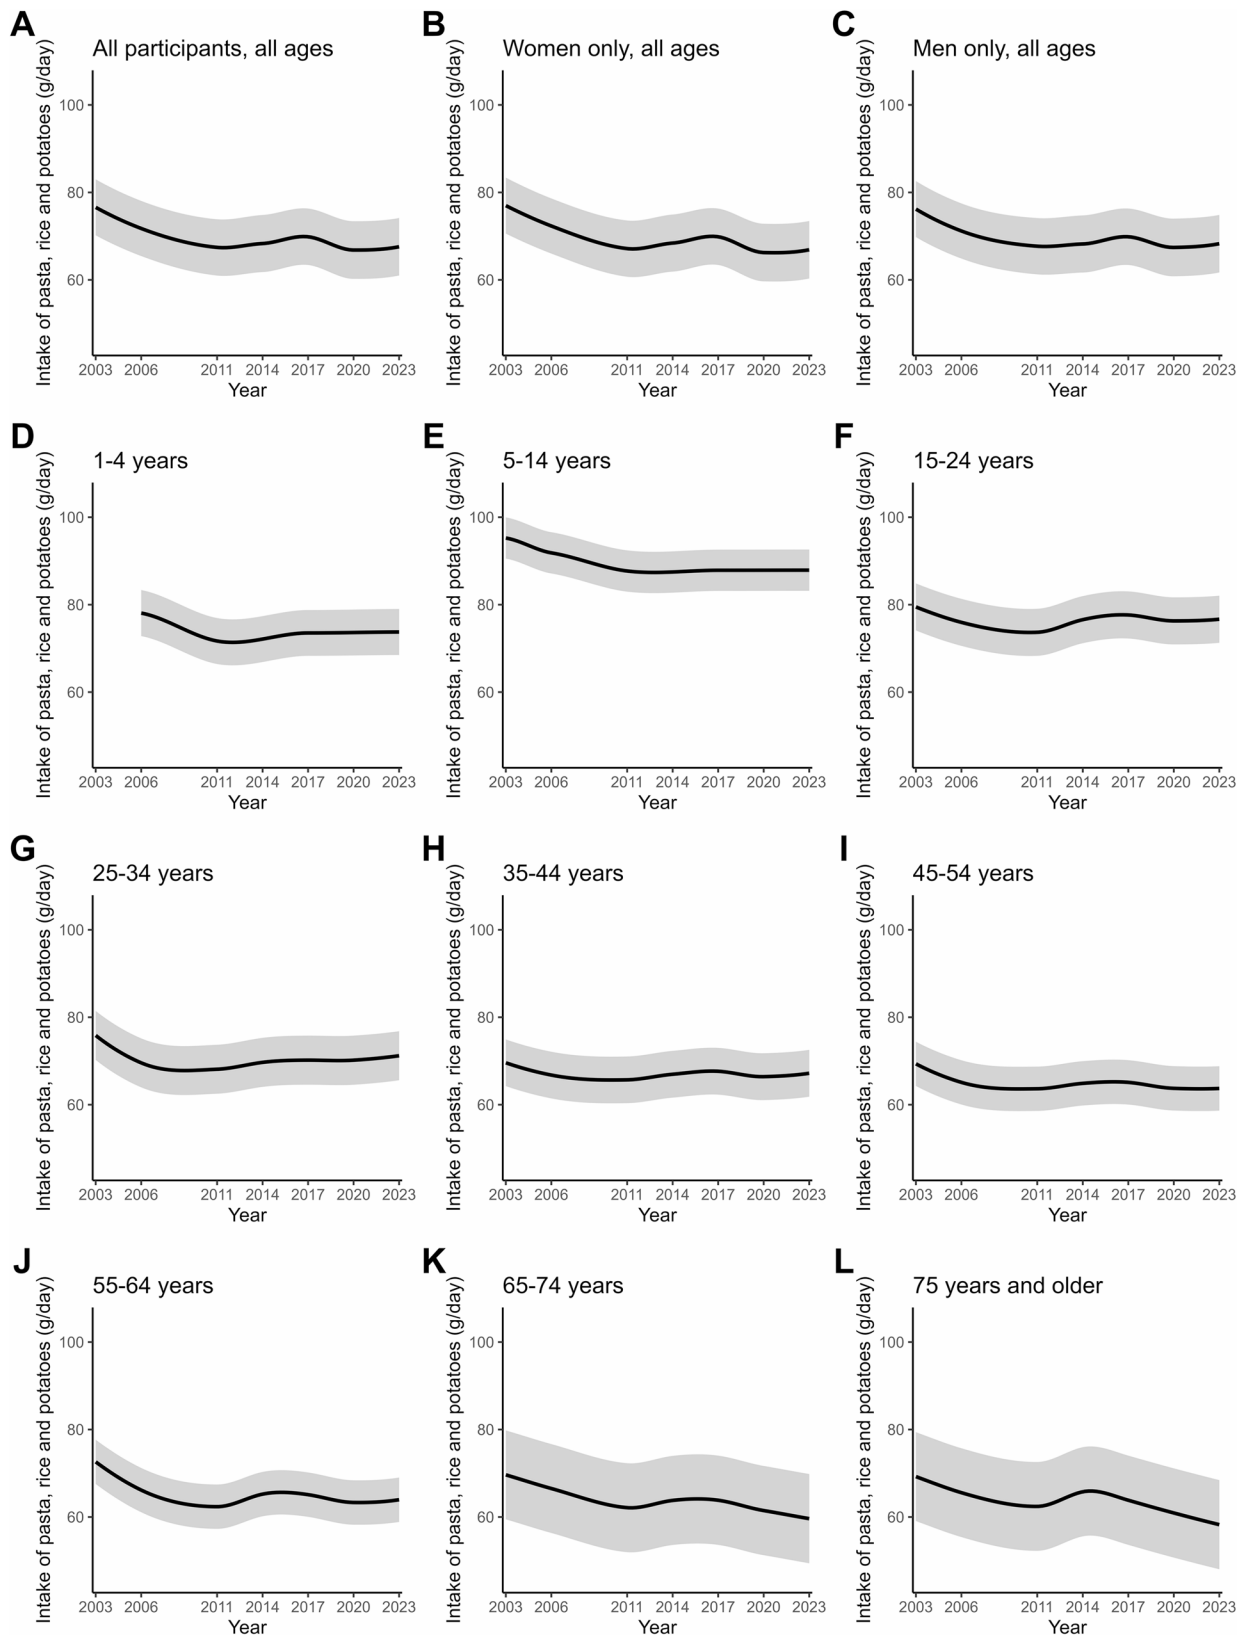 A
All participants, all ages
Intake of pasta, rice and potatoes (g/day)
100
80
60
2003 2006 2011 2014 2017 2020 2023
Year
B
Women only, all ages
Intake of pasta, rice and potatoes (g/day)
100
80
60
2003 2006 2011 2014 2017 2020 2023
Year
C
Men only, all ages
Intake of pasta, rice and potatoes (g/day)
100
80
60
2003 2006 2011 2014 2017 2020 2023
Year
D
1-4 years
Intake of pasta, rice and potatoes (g/day)
100
80
60
2003 2006 2011 2014 2017 2020 2023
Year
E
5-14 years
Intake of pasta, rice and potatoes (g/day)
100
80
60
2003 2006 2011 2014 2017 2020 2023
Year
F
15-24 years
Intake of pasta, rice and potatoes (g/day)
100
80
60
2003 2006 2011 2014 2017 2020 2023
Year
G
25-34 years
Intake of pasta, rice and potatoes (g/day)
100
80
60
2003 2006 2011 2014 2017 2020 2023
Year
H
35-44 years
Intake of pasta, rice and potatoes (g/day)
100
80
60
2003 2006 2011 2014 2017 2020 2023
Year
I
45-54 years
Intake of pasta, rice and potatoes (g/day)
100
80
60
2003 2006 2011 2014 2017 2020 2023
Year
J
55-64 years
Intake of pasta, rice and potatoes (g/day)
100
80
60
2003 2006 2011 2014 2017 2020 2023
Year
K
65-74 years
Intake of pasta, rice and potatoes (g/day)
100
80
60
2003 2006 2011 2014 2017 2020 2023
Year
L
75 years and older
Intake of pasta, rice and potatoes (g/day)
100
80
60
2003 2006 2011 2014 2017 2020 2023
Year